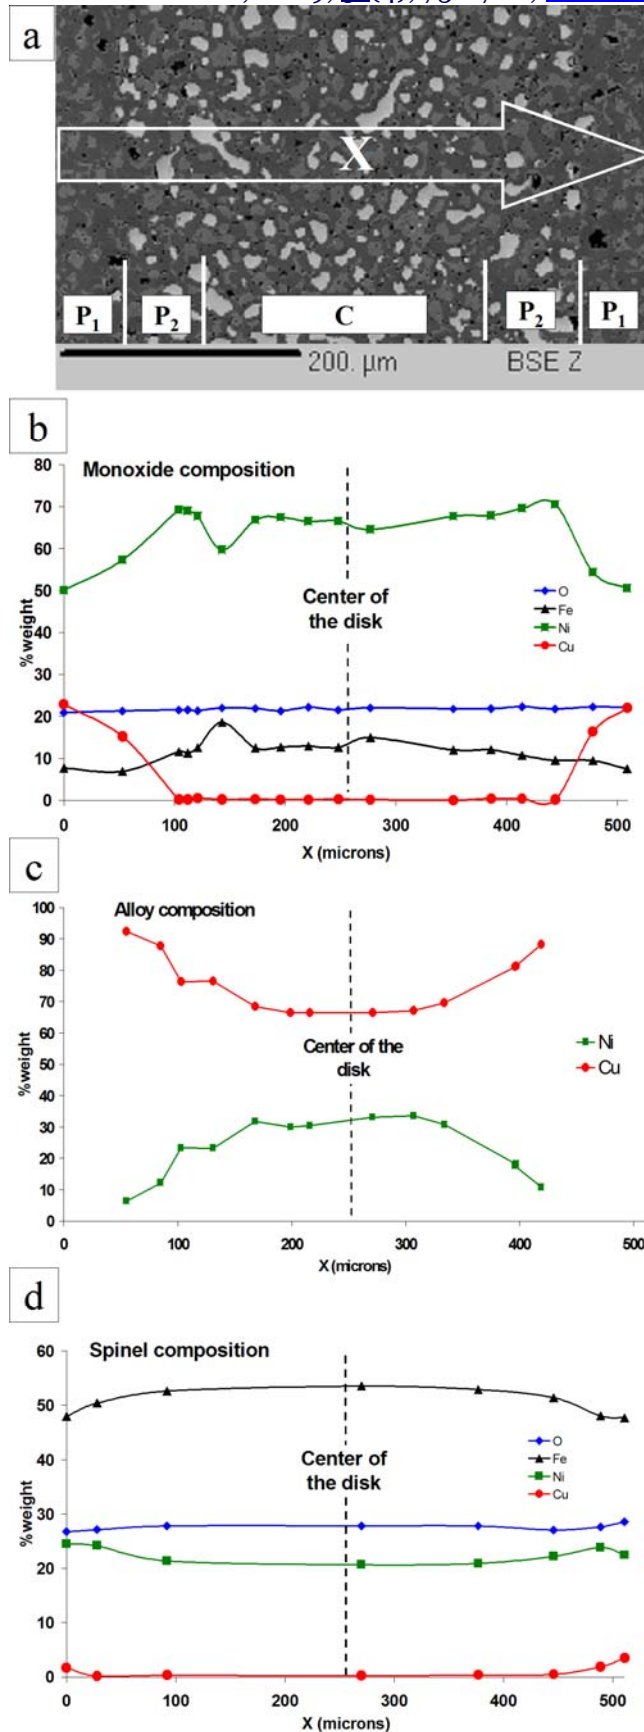 a
X
P1 P2 C P2 P1
200. µm BSE Z
b
Monoxide composition
80
70
60
50
40
30
20
10
0
%weight
Center of
the disk
O
Fe
Ni
Cu
0 100 200 300 400 500
X (microns)
c
Alloy composition
100
90
80
70
60
50
40
30
20
10
0
%weight
Center of the
disk
Ni
Cu
0 100 200 300 400 500
X (microns)
d
Spinel composition
60
50
40
30
20
10
0
%weight
Center of
the disk
O
Fe
Ni
Cu
0 100 200 300 400 500
X (microns)